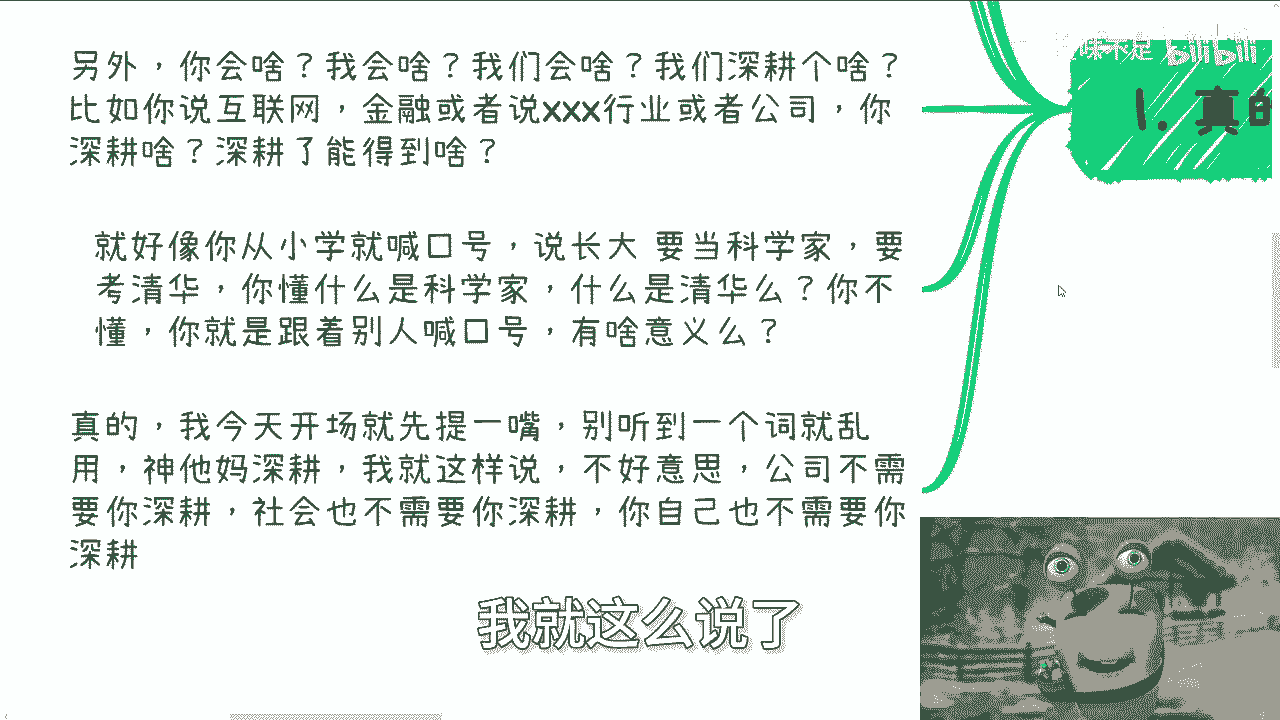 另外，你会啥？我会啥？我们会啥？我们深耕个啥？
比如你说互联网，金融或者说xxx行业或者公司，你
深耕啥？深耕了能得到啥？
就好像你从小学就喊口号，说长大 要当科学家，要
考清华，你懂什么是科学家，什么是清华么？你不
懂，你就是跟着别人喊口号，有啥意义么？
真的，我今天开场就先提一嘴，别听到一个词就乱
用，神他妈深耕，我就这样说，不好意思，公司不需
要你深耕，社会也不需要你深耕，你自己也不需要你
深耕
1. 真的
味不足 bilibili
我就这么说了